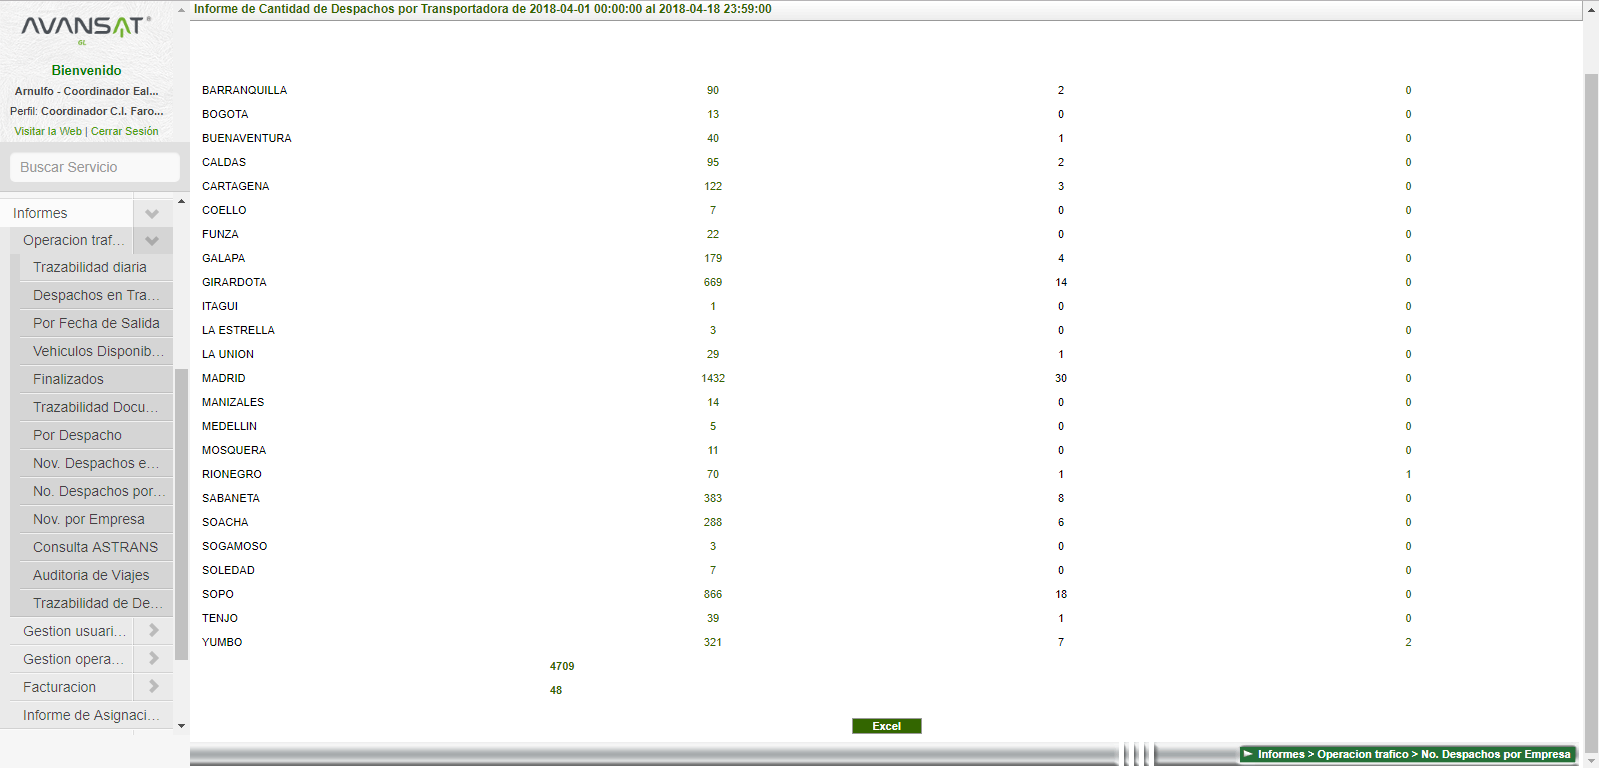 AVANSAT
GL
Bienvenido
Arnulfo - Coordinador Eal...
Perfil: Coordinador C.I. Faro...
Visitar la Web | Cerrar Sesión
Buscar Servicio
Informes
Operacion traf...
Trazabilidad diaria
Despachos en Tra...
Por Fecha de Salida
Vehiculos Disponib...
Finalizados
Trazabilidad Docu...
Por Despacho
Nov. Despachos e...
No. Despachos por...
Nov. por Empresa
Consulta ASTRANS
Auditoria de Viajes
Trazabilidad de De...
Gestion usuari...
Gestion opera...
Facturacion
Informe de Asignaci...
Informe de Cantidad de Despachos por Transportadora de 2018-04-01 00:00:00 al 2018-04-18 23:59:00
BARRANQUILLA 90 2 0
BOGOTA 13 0 0
BUENAVENTURA 40 1 0
CALDAS 95 2 0
CARTAGENA 122 3 0
COELLO 7 0 0
FUNZA 22 0 0
GALAPA 179 4 0
GIRARDOTA 669 14 0
ITAGUI 1 0 0
LA ESTRELLA 3 0 0
LA UNION 29 1 0
MADRID 1432 30 0
MANIZALES 14 0 0
MEDELLIN 5 0 0
MOSQUERA 11 0 0
RIONEGRO 70 1 1
SABANETA 383 8 0
SOACHA 288 6 0
SOGAMOSO 3 0 0
SOLEDAD 7 0 0
SOPO 866 18 0
TENJO 39 1 0
YUMBO 321 7 2
4709
48
Excel
Informes > Operacion trafico > No. Despachos por Empresa